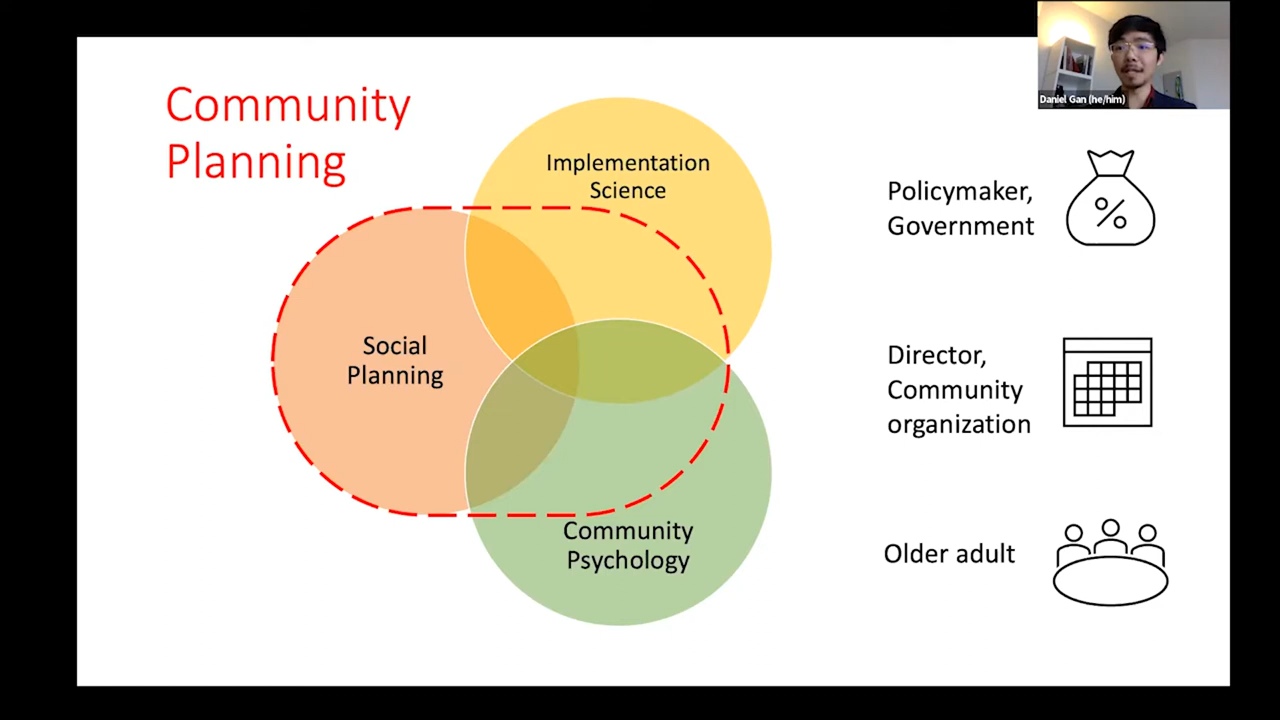 Community
Planning
Implementation
Science
Social
Planning
Community
Psychology
Policymaker,
Government
%
Director,
Community
organization
Older adult
Daniel Gan (he/him)